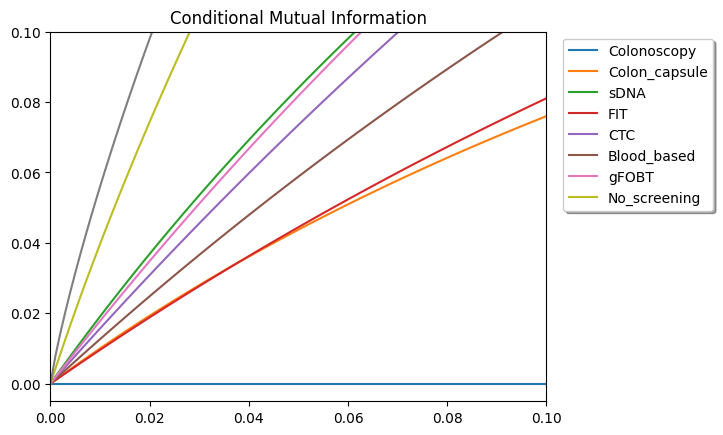 Conditional Mutual Information
0.10
0.08
0.06
0.04
0.02
0.00
0.00 0.02 0.04 0.06 0.08 0.10
Colonoscopy
Colon_capsule
sDNA
FIT
CTC
Blood_based
gFOBT
No_screening